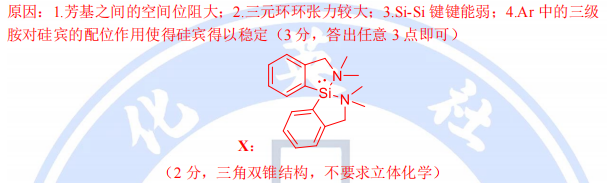 原因：1.芳基之间的空间位阻大；2.三元环环张力较大；3.Si-Si 键键能弱；4.Ar 中的三级
胺对硅宾的配位作用使得硅宾得以稳定（3 分，答出任意 3 点即可）
N
Si
N
X：
（2 分，三角双锥结构，不要求立体化学）
化 英 社